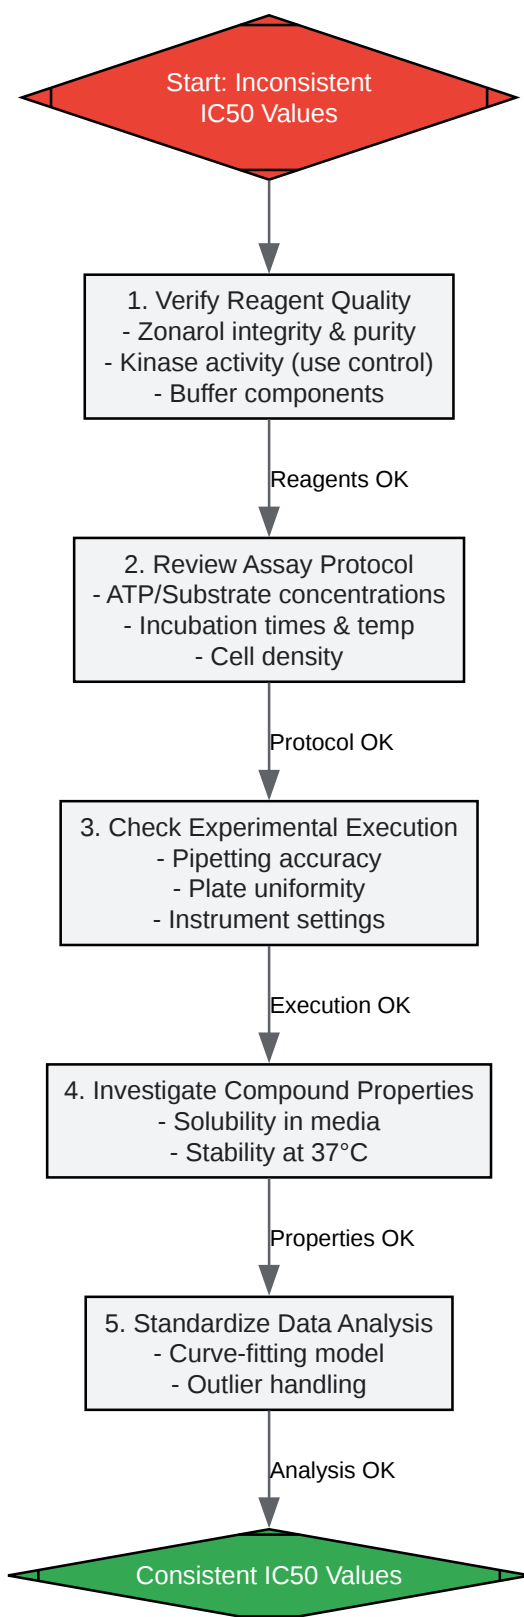 Start: Inconsistent
IC50 Values
1. Verify Reagent Quality
- Zonarol integrity & purity
- Kinase activity (use control)
- Buffer components
Reagents OK
2. Review Assay Protocol
- ATP/Substrate concentrations
- Incubation times & temp
- Cell density
Protocol OK
3. Check Experimental Execution
- Pipetting accuracy
- Plate uniformity
- Instrument settings
Execution OK
4. Investigate Compound Properties
- Solubility in media
- Stability at 37°C
Properties OK
5. Standardize Data Analysis
- Curve-fitting model
- Outlier handling
Analysis OK
Consistent IC50 Values